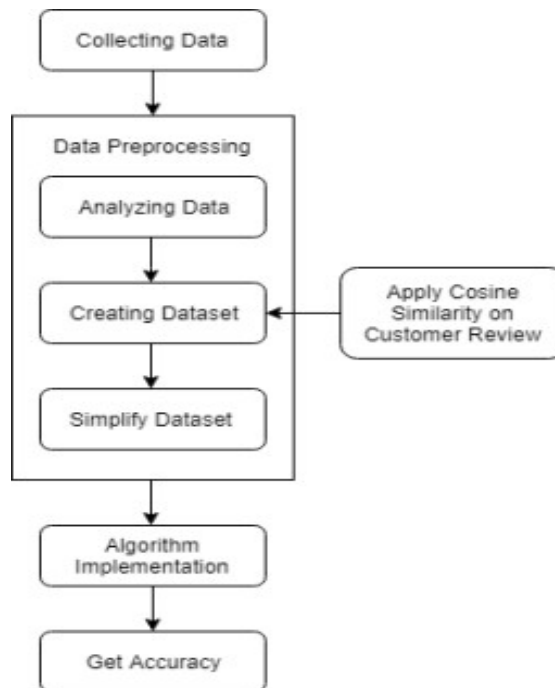 Collecting Data
Data Preprocessing
Analyzing Data
Creating Dataset
Apply Cosine
Similarity on
Customer Review
Simplify Dataset
Algorithm
Implementation
Get Accuracy